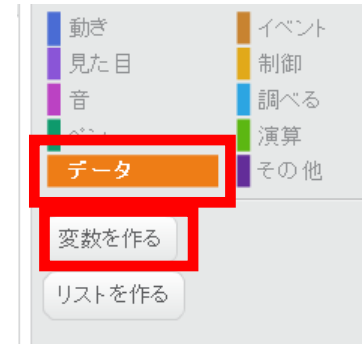 動き イベント
見た目 制御
音 調べる
演算
データ その他
変数を作る
リストを作る